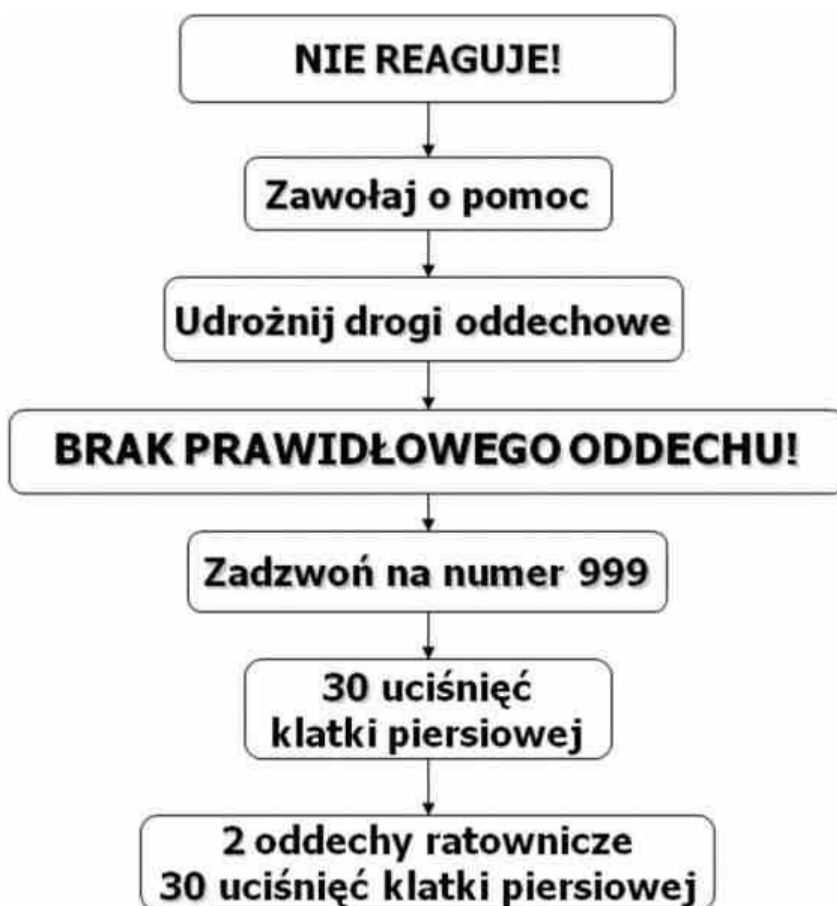 NIE REAGUJE!
Zawołaj o pomoc
Udrożnij drogi oddechowe
BRAK PRAWIDŁOWEGO ODDECHU!
Zadzwoń na numer 999
30 uciśnięć
klatki piersiowej
2 oddechy ratownicze
30 uciśnięć klatki piersiowej